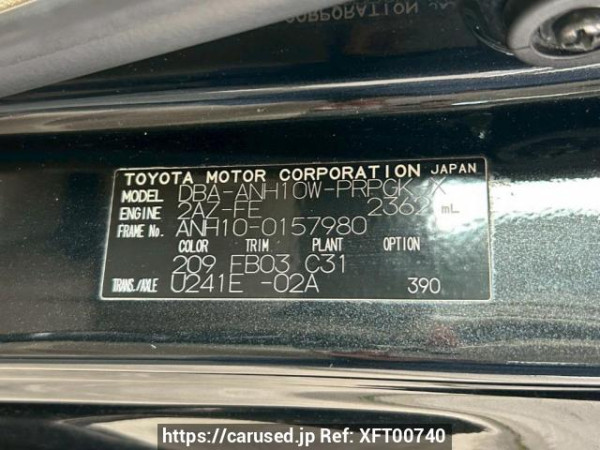 TOYOTA MOTOR CORPORATION JAPAN
MODEL DBA-ANH10W-PRPGK X
ENGINE 2AZ-FE 2362 mL
FRAME No. ANH10-0157980
COLOR TRIM PLANT OPTION
209 FB03 C31
TRANS./AXLE U241E -02A 390
https://carused.jp Ref: XFT00740